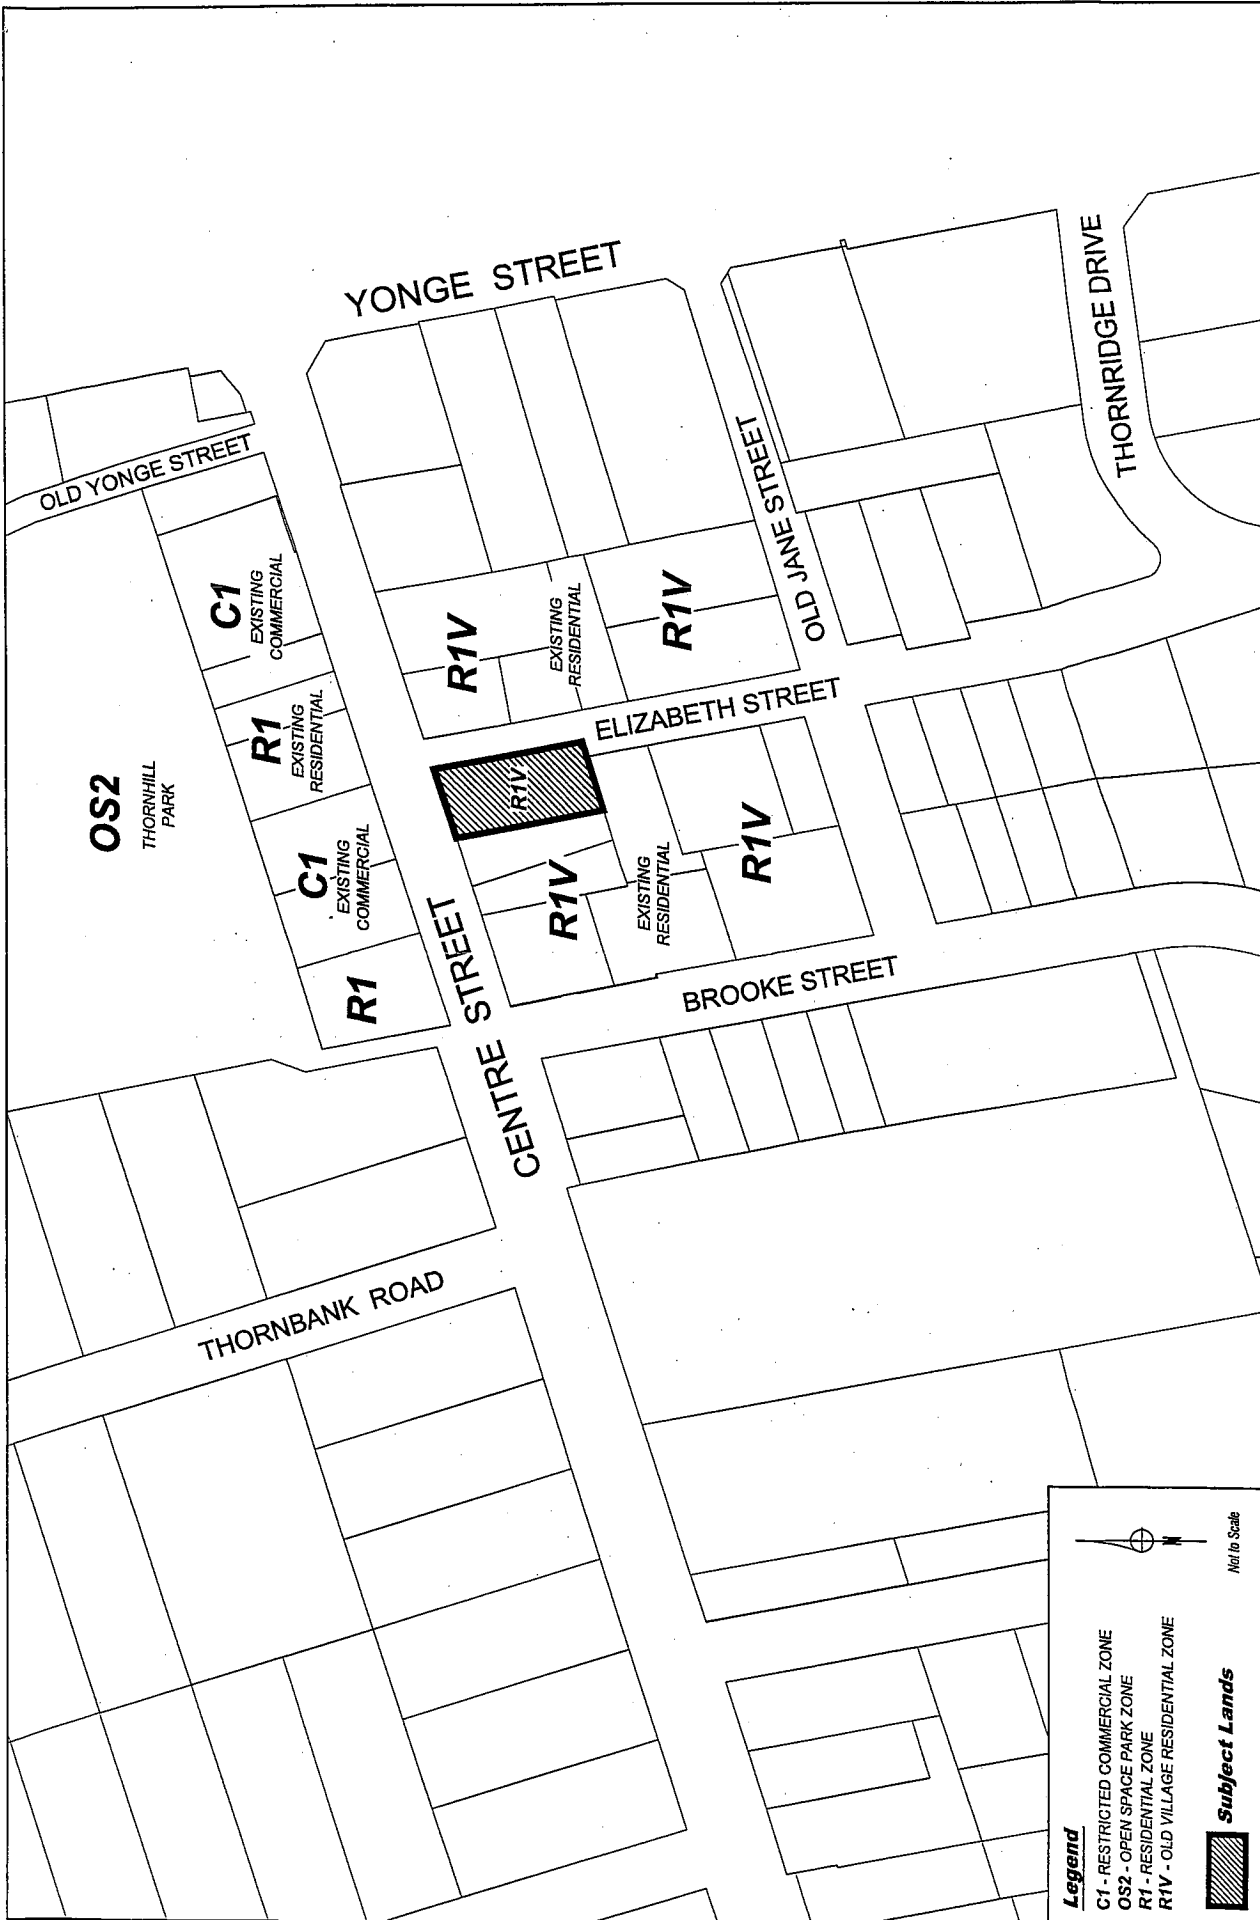 OS2
THORNHILL
PARK
OLD YONGE STREET
C1
EXISTING
COMMERCIAL
R1
EXISTING
RESIDENTIAL
C1
EXISTING
COMMERCIAL
R1
YONGE STREET
CENTRE STREET
THORNBANK ROAD
R1V
EXISTING
RESIDENTIAL
R1V
R1V
R1V
EXISTING
RESIDENTIAL
R1V
ELIZABETH STREET
OLD JANE STREET
THORNRIDGE DRIVE
BROOKE STREET
Legend
C1 - RESTRICTED COMMERCIAL ZONE
OS2 - OPEN SPACE PARK ZONE
R1 - RESIDENTIAL ZONE
R1V - OLD VILLAGE RESIDENTIAL ZONE
Subject Lands
N
Not to Scale